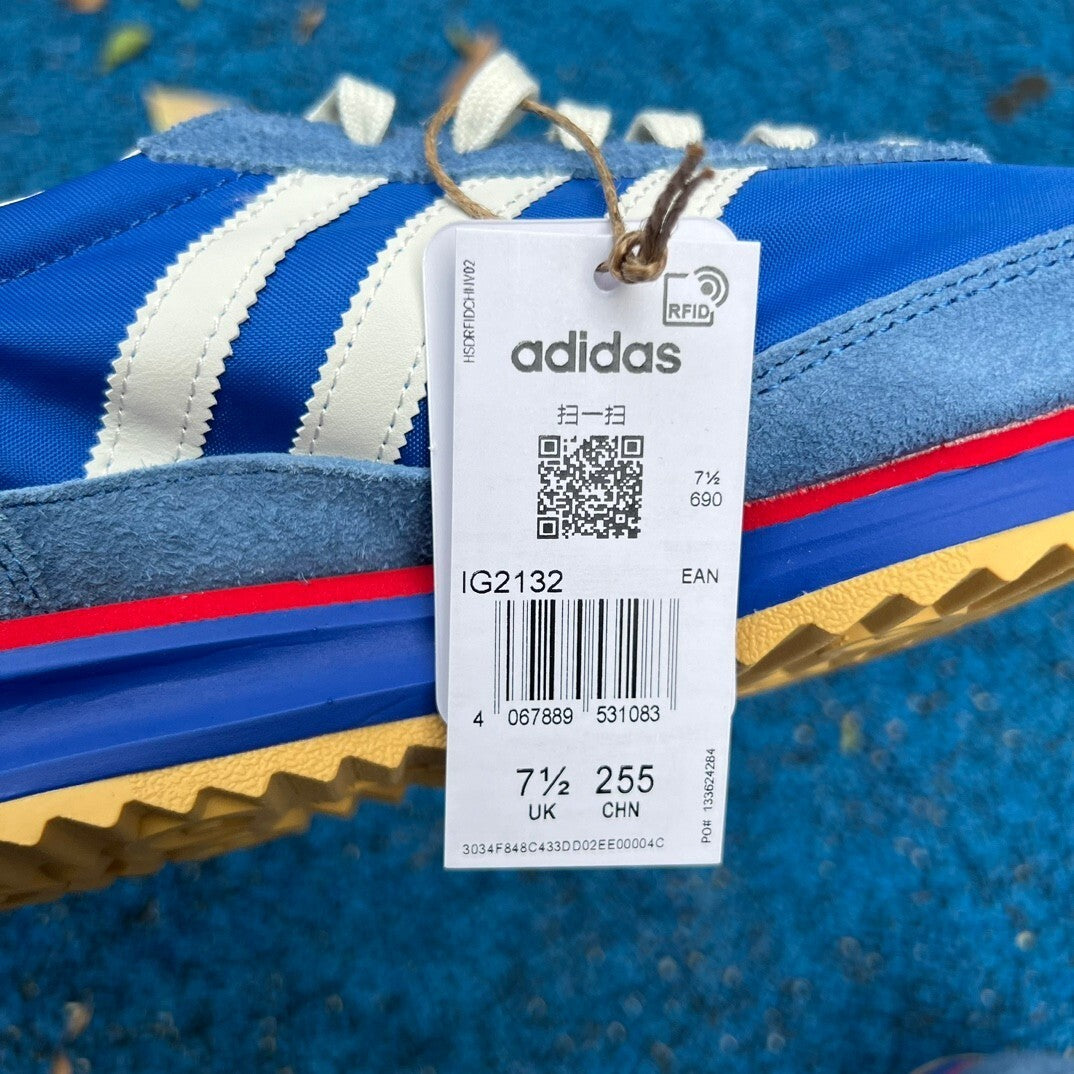 HSDRFIDCHNV02
RFID
adidas
扫一扫
7½
690
IG2132
EAN
4 067889 531083
7½ 255
UK CHN
PO# 133624284
3034F848C433DD02EE00004C